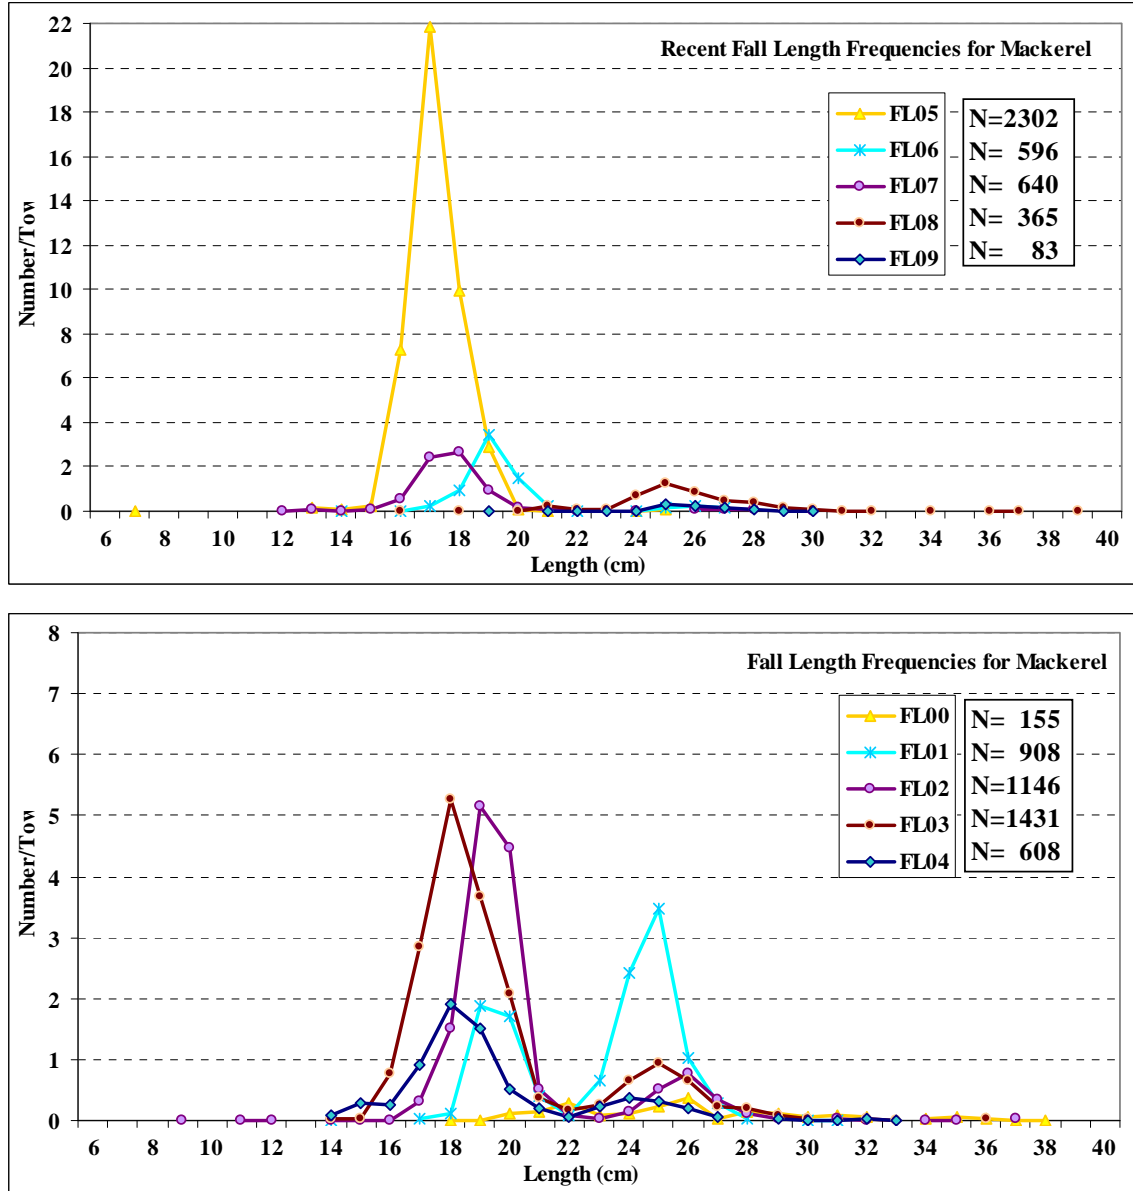 Recent Fall Length Frequencies for Mackerel
22
20
18
16
14
12
10
8
6
4
2
0
Number/Tow
FL05 N=2302
FL06 N= 596
FL07 N= 640
FL08 N= 365
FL09 N= 83
6 8 10 12 14 16 18 20 22 24 26 28 30 32 34 36 38 40
Length (cm)
Fall Length Frequencies for Mackerel
8
7
6
5
4
3
2
1
0
Number/Tow
FL00 N= 155
FL01 N= 908
FL02 N=1146
FL03 N=1431
FL04 N= 608
6 8 10 12 14 16 18 20 22 24 26 28 30 32 34 36 38 40
Length (cm)